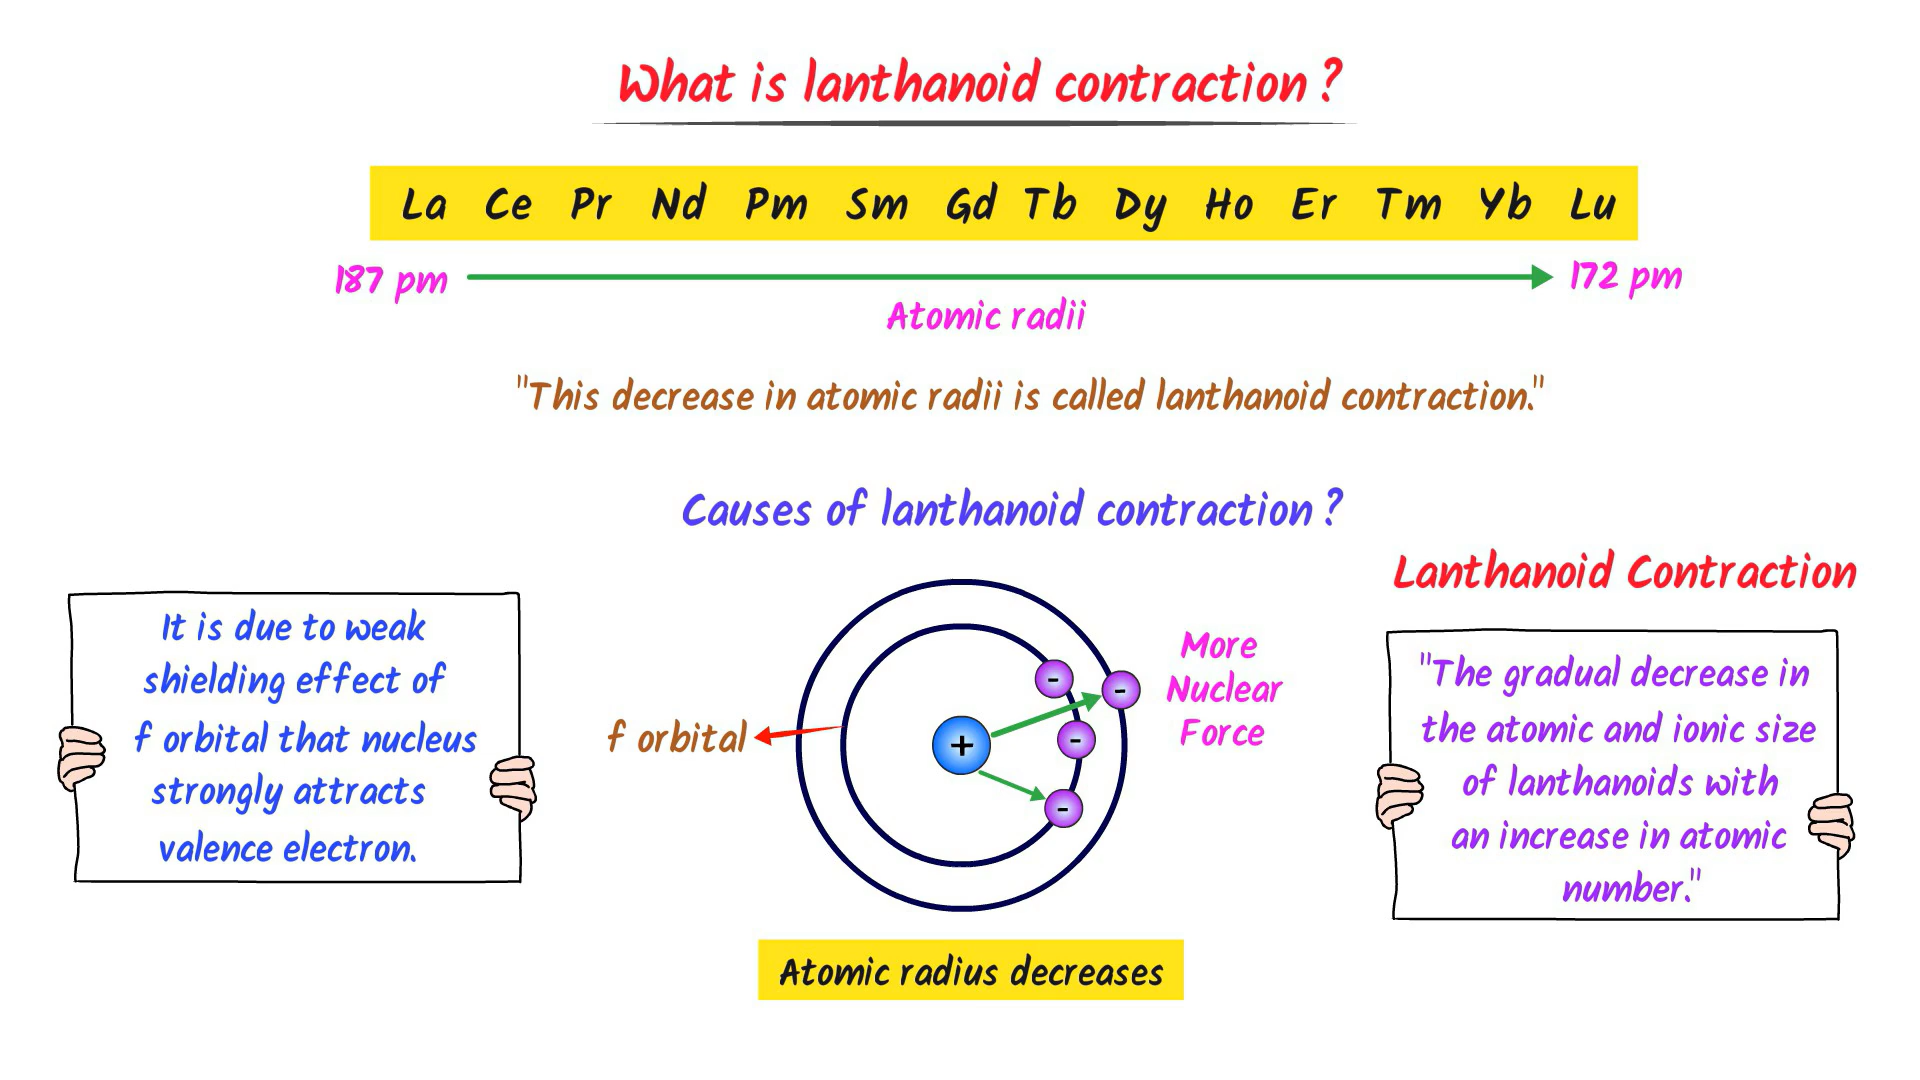 What is lanthanoid contraction ?
La Ce Pr Nd Pm Sm Gd Tb Dy Ho Er Tm Yb Lu
187 pm
172 pm
Atomic radii
"This decrease in atomic radii is called lanthanoid contraction."
Causes of lanthanoid contraction ?
It is due to weak
shielding effect of
f orbital that nucleus
strongly attracts
valence electron.
f orbital
+
-
-
-
-
More
Nuclear
Force
Atomic radius decreases
Lanthanoid Contraction
"The gradual decrease in
the atomic and ionic size
of lanthanoids with
an increase in atomic
number."